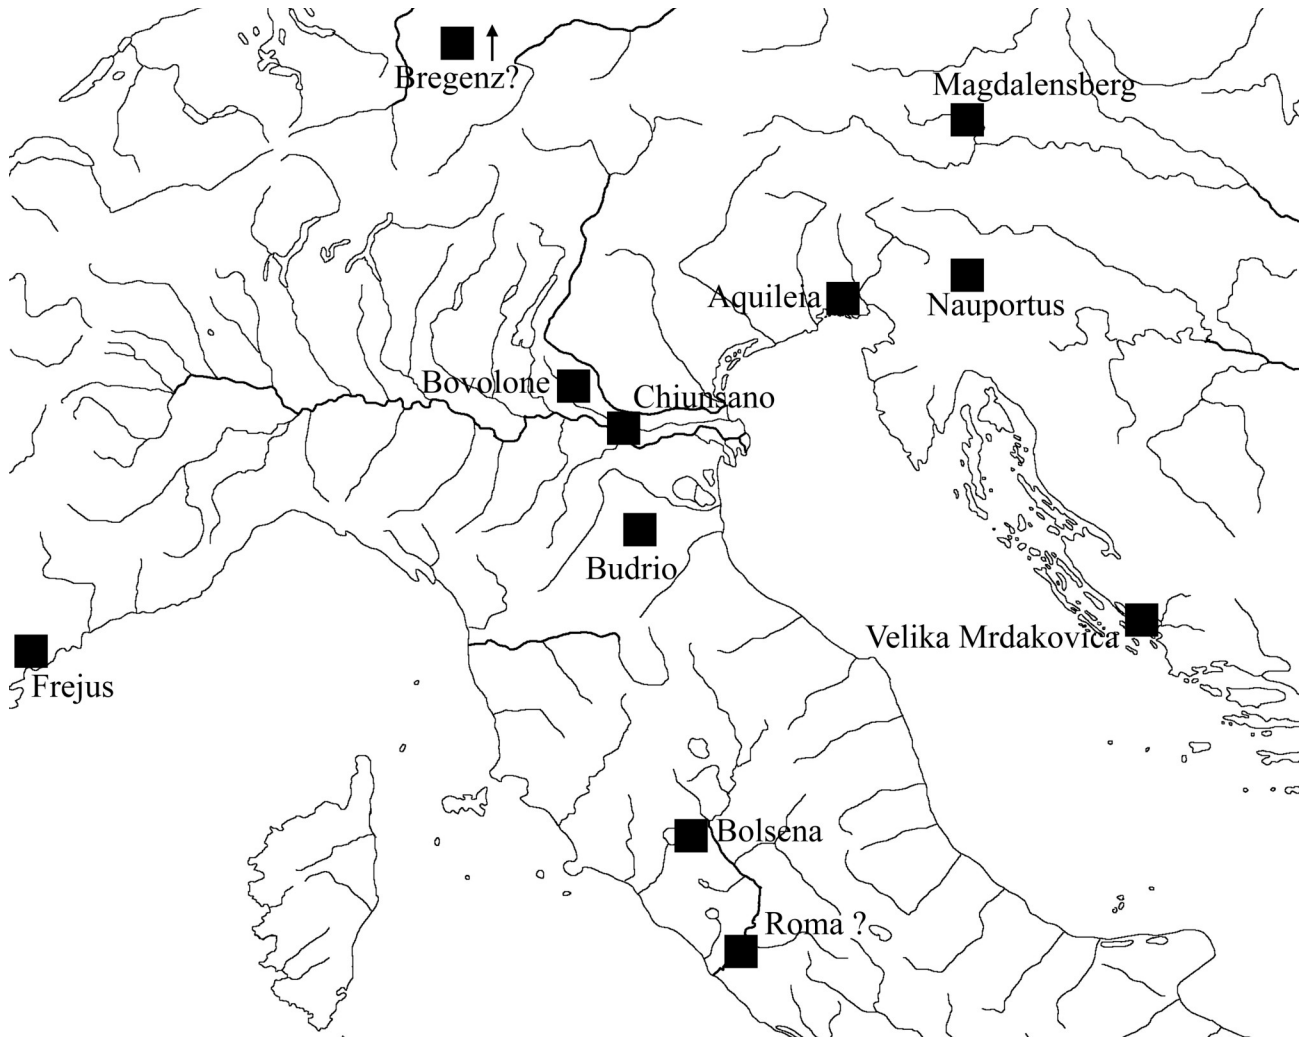 Bregenz?
Magdalensberg
Aquileia
Nauportus
Bovolone
Chiunsano
Budrio
Velika Mrdakovica
Frejus
Bolsena
Roma ?